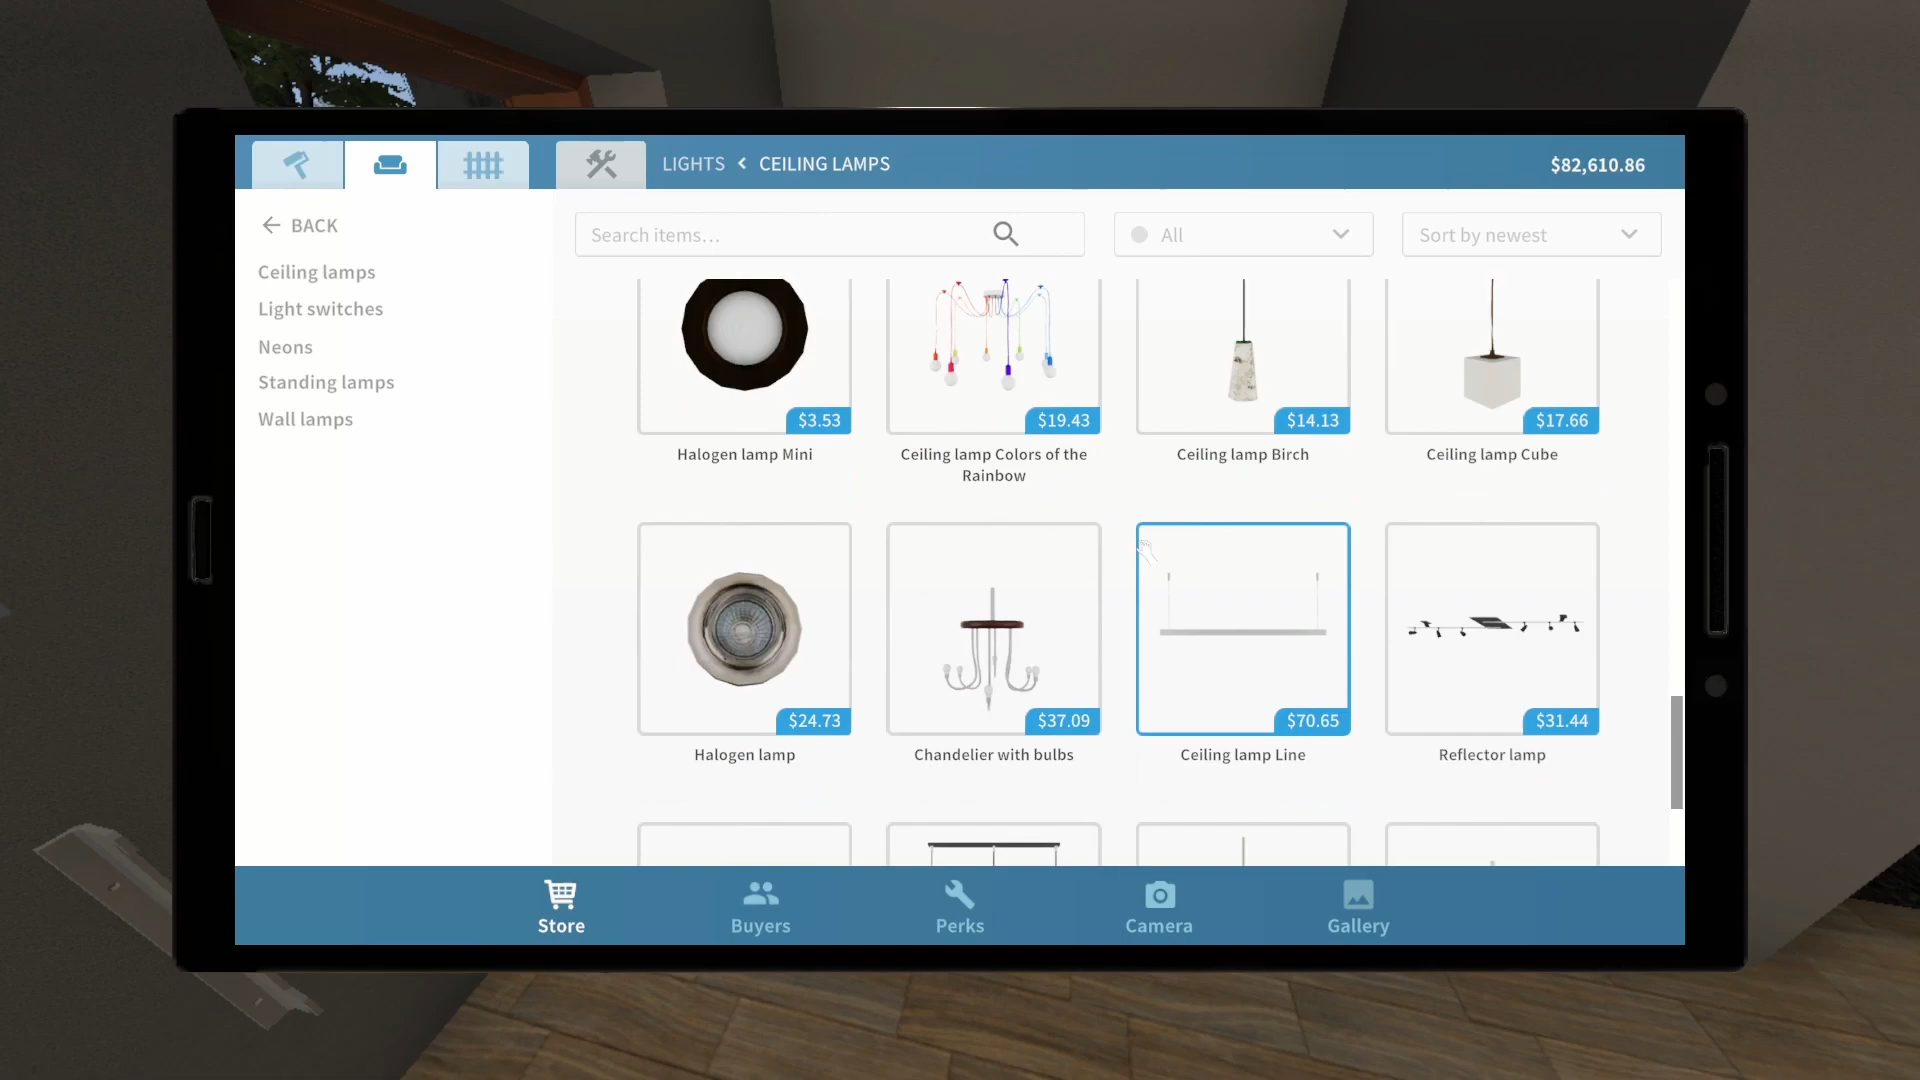 LIGHTS < CEILING LAMPS
$82,610.86
BACK
Search items...
All
Sort by newest
Ceiling lamps
Light switches
Neons
Standing lamps
Wall lamps
$3.53
$19.43
$14.13
$17.66
Halogen lamp Mini
Ceiling lamp Colors of the
Rainbow
Ceiling lamp Birch
Ceiling lamp Cube
$24.73
$37.09
$70.65
$31.44
Halogen lamp
Chandelier with bulbs
Ceiling lamp Line
Reflector lamp
Store
Buyers
Perks
Camera
Gallery